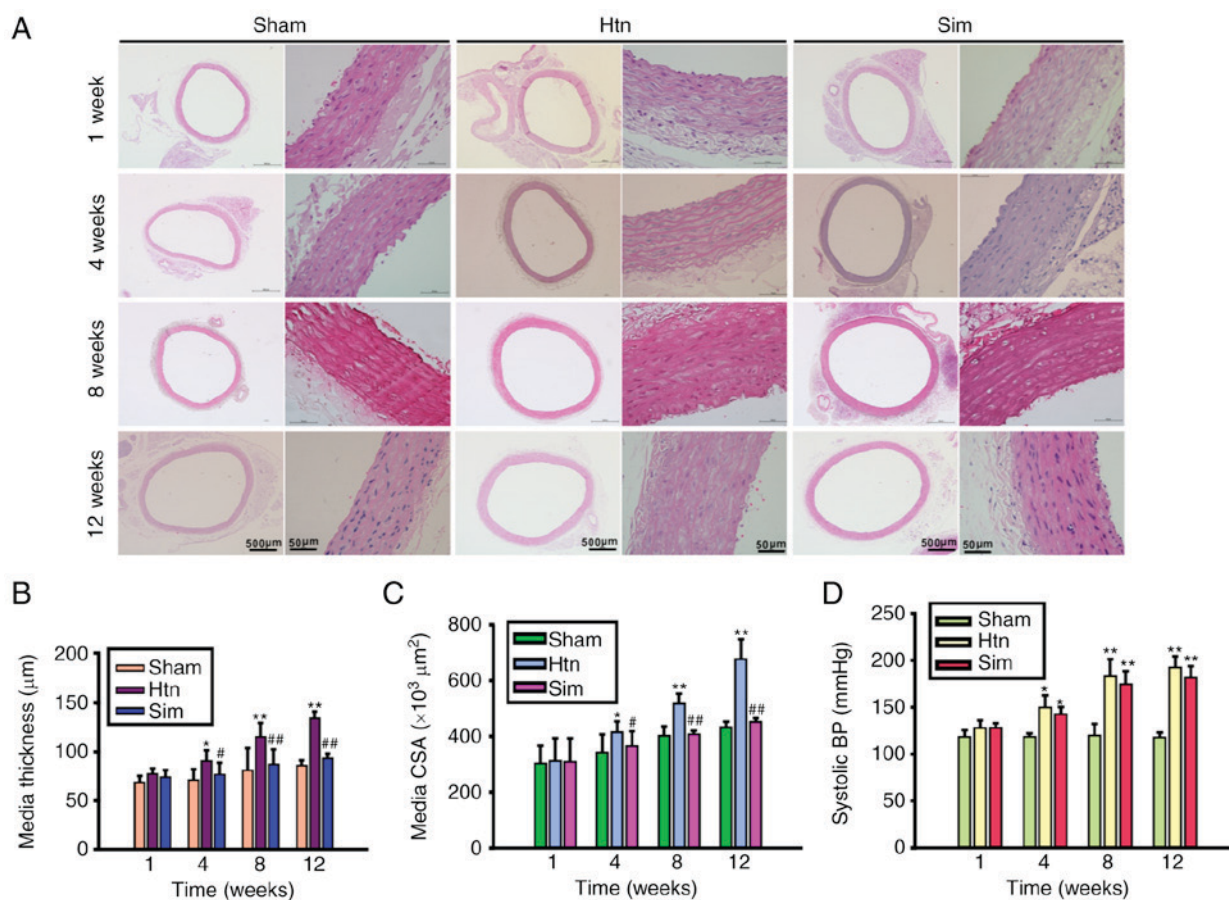 A
Sham Htn Sim
1 week
4 weeks
8 weeks
12 weeks
500μm 50μm 500μm 50μm 500μm 50μm
B
Media thickness (μm)
200
150
100
50
0
Sham
Htn
Sim
* # ** ## ** ##
1 4 8 12
Time (weeks)
C
Media CSA (×10³ μm²)
800
600
400
200
0
Sham
Htn
Sim
* # ** ## ** ##
1 4 8 12
Time (weeks)
D
Systolic BP (mmHg)
250
200
150
100
50
0
Sham
Htn
Sim
* * ** ** ** **
1 4 8 12
Time (weeks)